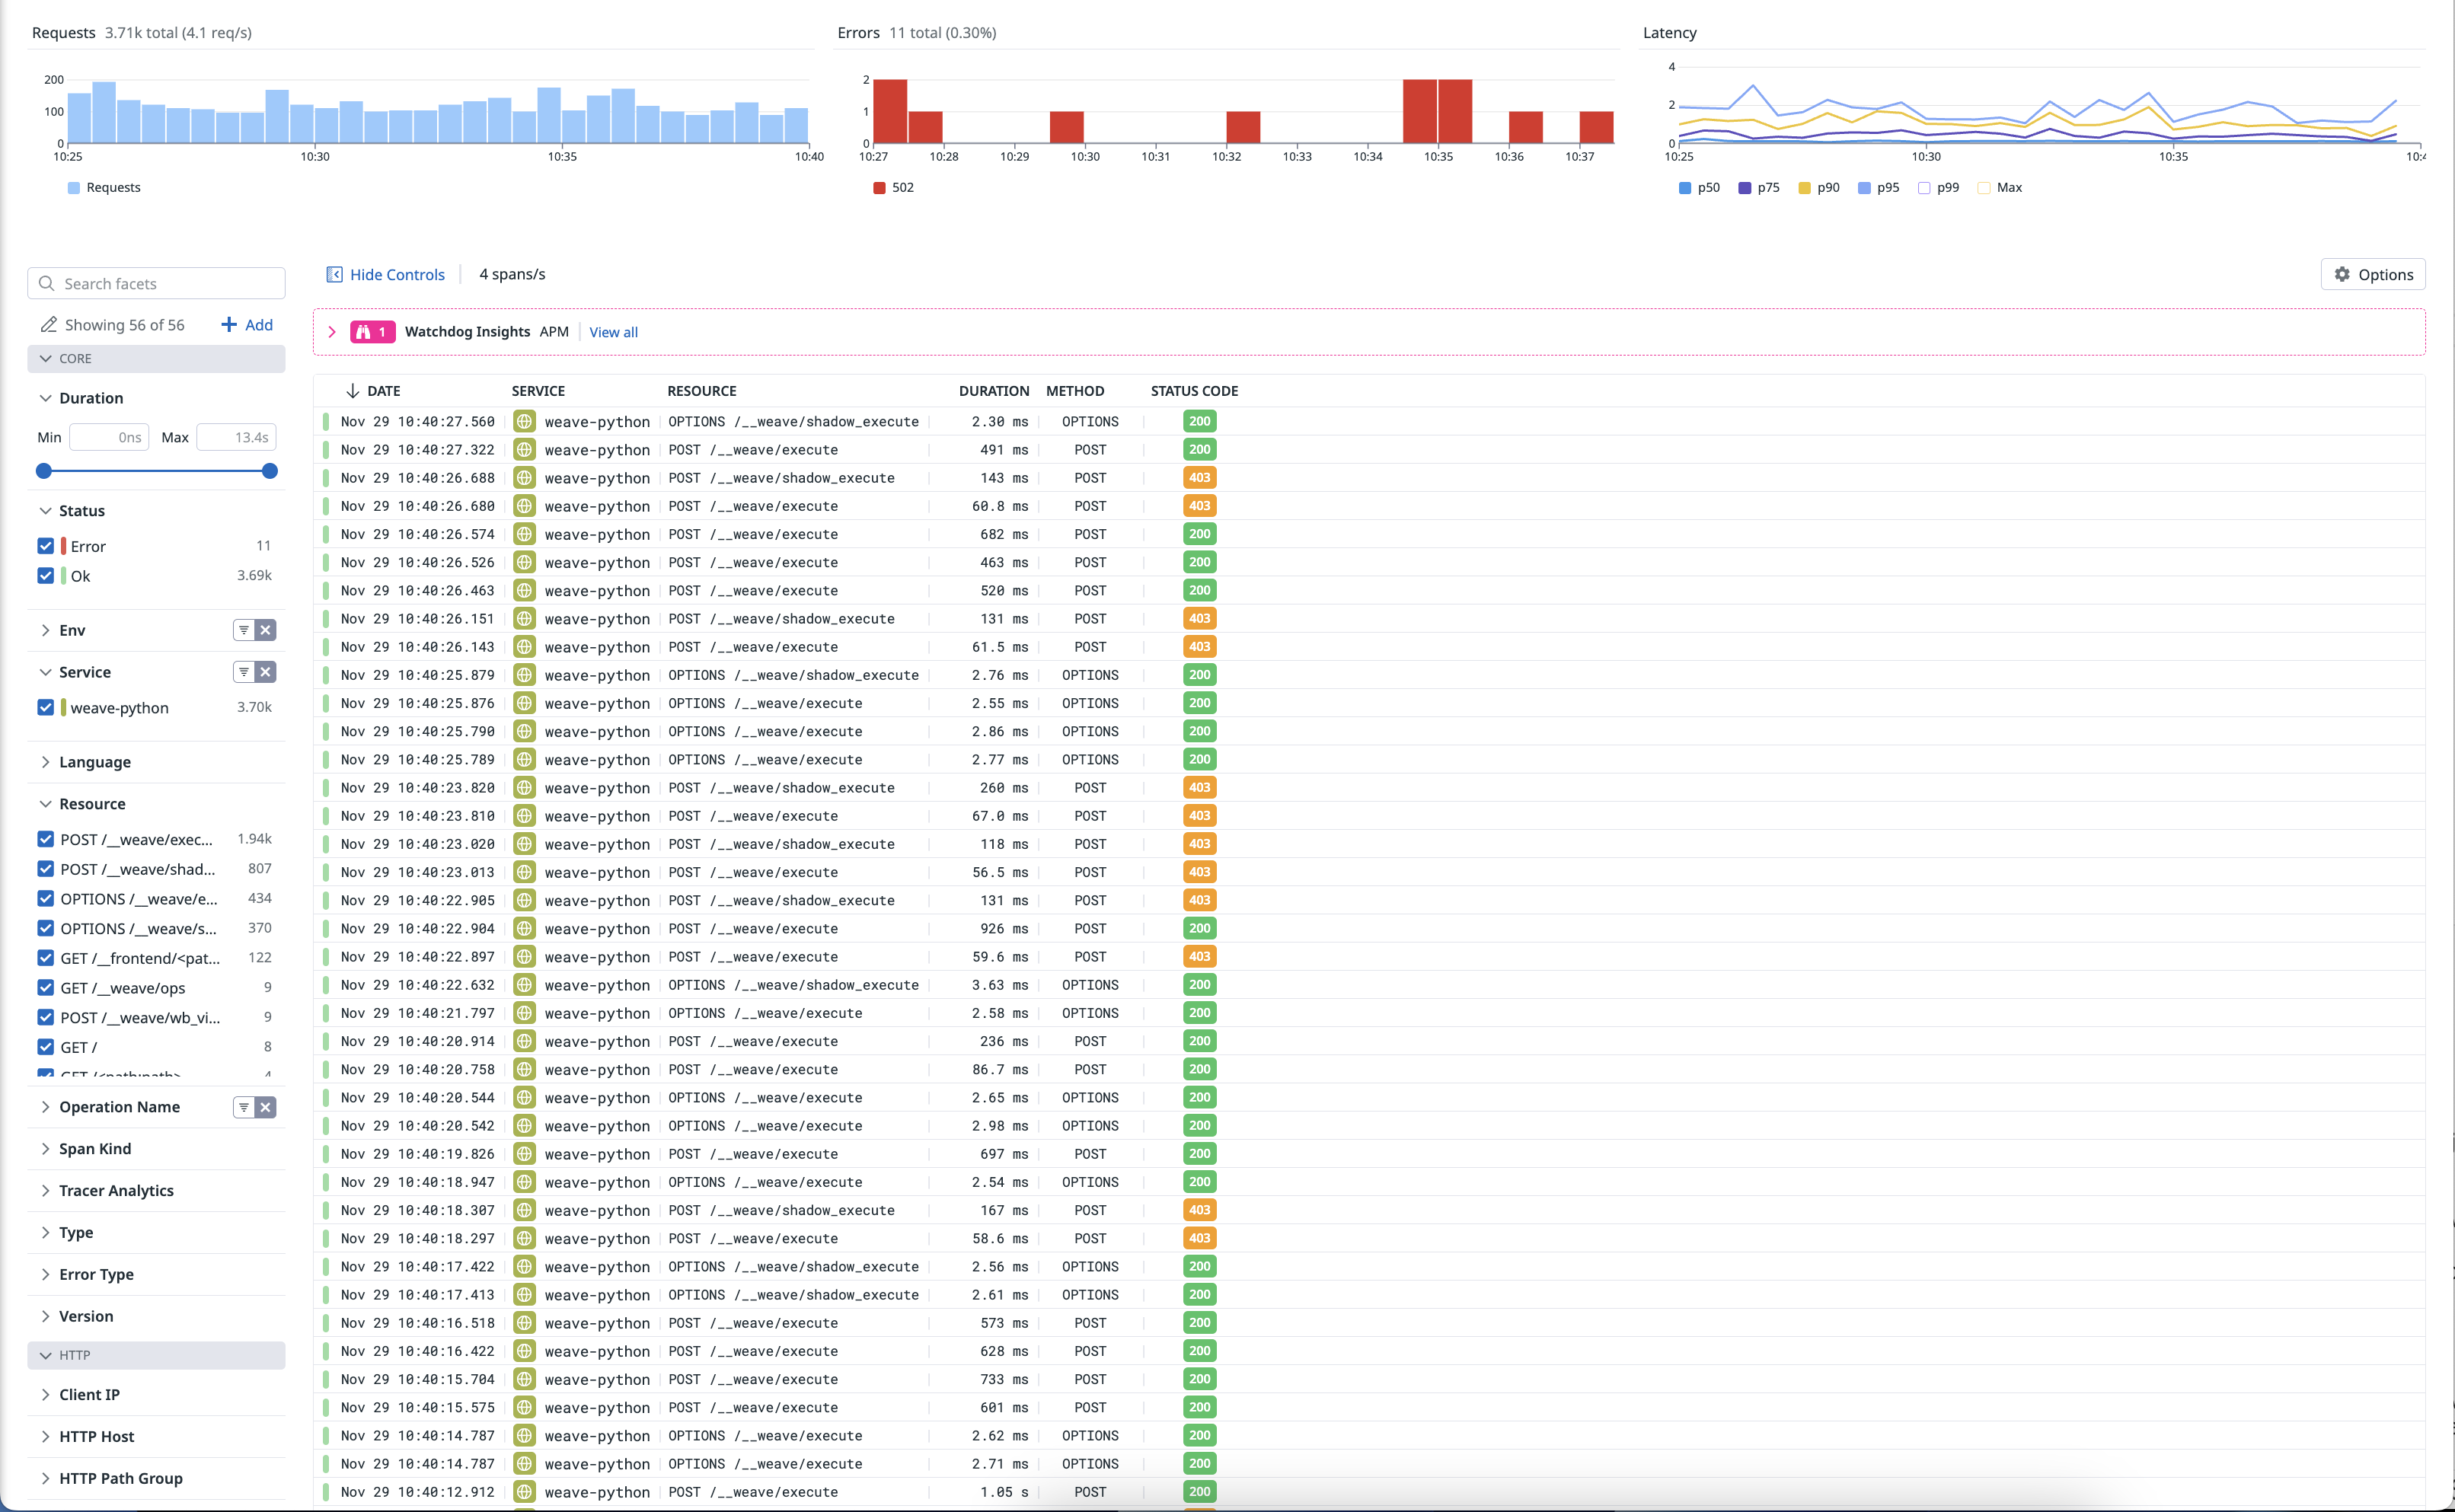 Requests 3.71k total (4.1 req/s)
200
100
0
10:25 10:30 10:35 10:40
Requests
Errors 11 total (0.30%)
2
1
0
10:27 10:28 10:29 10:30 10:31 10:32 10:33 10:34 10:35 10:36 10:37
502
Latency
4
2
0
10:25 10:30 10:35 10:4
p50 p75 p90 p95 p99 Max
Search facets
Showing 56 of 56 Add
CORE
Duration
Min 0ns Max 13.4s
Status
Error 11
Ok 3.69k
Env
Service
weave-python 3.70k
Language
Resource
POST /__weave/exec... 1.94k
POST /__weave/shad... 807
OPTIONS /__weave/e... 434
OPTIONS /__weave/s... 370
GET /__frontend/<pat... 122
GET /__weave/ops 9
POST /__weave/wb_vi... 9
GET / 8
GET /<path:path> 4
Operation Name
Span Kind
Tracer Analytics
Type
Error Type
Version
HTTP
Client IP
HTTP Host
HTTP Path Group
Hide Controls 4 spans/s Options
1 Watchdog Insights APM View all
DATE SERVICE RESOURCE DURATION METHOD STATUS CODE
Nov 29 10:40:27.560 weave-python OPTIONS /__weave/shadow_execute 2.30 ms OPTIONS 200
Nov 29 10:40:27.322 weave-python POST /__weave/execute 491 ms POST 200
Nov 29 10:40:26.688 weave-python POST /__weave/shadow_execute 143 ms POST 403
Nov 29 10:40:26.680 weave-python POST /__weave/execute 60.8 ms POST 403
Nov 29 10:40:26.574 weave-python POST /__weave/execute 682 ms POST 200
Nov 29 10:40:26.526 weave-python POST /__weave/execute 463 ms POST 200
Nov 29 10:40:26.463 weave-python POST /__weave/execute 520 ms POST 200
Nov 29 10:40:26.151 weave-python POST /__weave/shadow_execute 131 ms POST 403
Nov 29 10:40:26.143 weave-python POST /__weave/execute 61.5 ms POST 403
Nov 29 10:40:25.879 weave-python OPTIONS /__weave/shadow_execute 2.76 ms OPTIONS 200
Nov 29 10:40:25.876 weave-python OPTIONS /__weave/execute 2.55 ms OPTIONS 200
Nov 29 10:40:25.790 weave-python OPTIONS /__weave/execute 2.86 ms OPTIONS 200
Nov 29 10:40:25.789 weave-python OPTIONS /__weave/execute 2.77 ms OPTIONS 200
Nov 29 10:40:23.820 weave-python POST /__weave/shadow_execute 260 ms POST 403
Nov 29 10:40:23.810 weave-python POST /__weave/execute 67.0 ms POST 403
Nov 29 10:40:23.020 weave-python POST /__weave/shadow_execute 118 ms POST 403
Nov 29 10:40:23.013 weave-python POST /__weave/execute 56.5 ms POST 403
Nov 29 10:40:22.905 weave-python POST /__weave/shadow_execute 131 ms POST 403
Nov 29 10:40:22.904 weave-python POST /__weave/execute 926 ms POST 200
Nov 29 10:40:22.897 weave-python POST /__weave/execute 59.6 ms POST 403
Nov 29 10:40:22.632 weave-python OPTIONS /__weave/shadow_execute 3.63 ms OPTIONS 200
Nov 29 10:40:21.797 weave-python OPTIONS /__weave/execute 2.58 ms OPTIONS 200
Nov 29 10:40:20.914 weave-python POST /__weave/execute 236 ms POST 200
Nov 29 10:40:20.758 weave-python POST /__weave/execute 86.7 ms POST 200
Nov 29 10:40:20.544 weave-python OPTIONS /__weave/execute 2.65 ms OPTIONS 200
Nov 29 10:40:20.542 weave-python OPTIONS /__weave/execute 2.98 ms OPTIONS 200
Nov 29 10:40:19.826 weave-python POST /__weave/execute 697 ms POST 200
Nov 29 10:40:18.947 weave-python OPTIONS /__weave/execute 2.54 ms OPTIONS 200
Nov 29 10:40:18.307 weave-python POST /__weave/shadow_execute 167 ms POST 403
Nov 29 10:40:18.297 weave-python POST /__weave/execute 58.6 ms POST 403
Nov 29 10:40:17.422 weave-python OPTIONS /__weave/shadow_execute 2.56 ms OPTIONS 200
Nov 29 10:40:17.413 weave-python OPTIONS /__weave/shadow_execute 2.61 ms OPTIONS 200
Nov 29 10:40:16.518 weave-python POST /__weave/execute 573 ms POST 200
Nov 29 10:40:16.422 weave-python POST /__weave/execute 628 ms POST 200
Nov 29 10:40:15.704 weave-python POST /__weave/execute 733 ms POST 200
Nov 29 10:40:15.575 weave-python POST /__weave/execute 601 ms POST 200
Nov 29 10:40:14.787 weave-python OPTIONS /__weave/execute 2.62 ms OPTIONS 200
Nov 29 10:40:14.787 weave-python OPTIONS /__weave/execute 2.71 ms OPTIONS 200
Nov 29 10:40:12.912 weave-python POST /__weave/execute 1.05 s POST 200